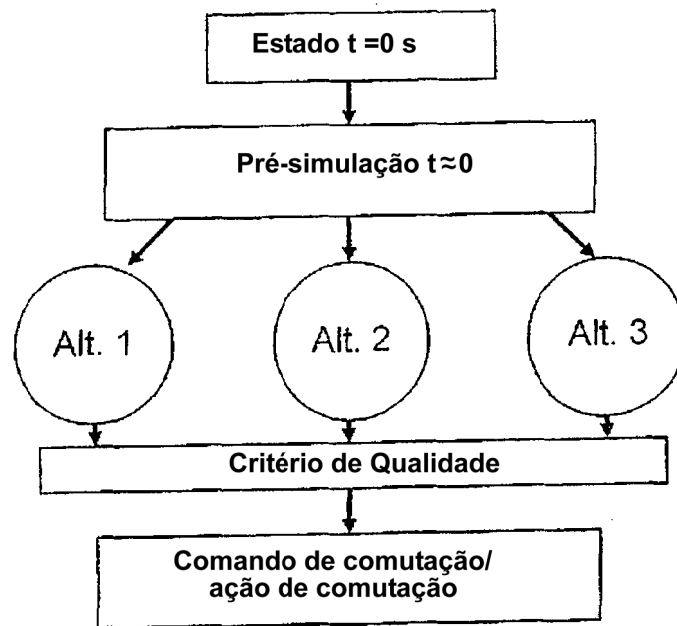 Estado t =0 s
Pré-simulação t≈0
Alt. 1
Alt. 2
Alt. 3
Critério de Qualidade
Comando de comutação/
ação de comutação